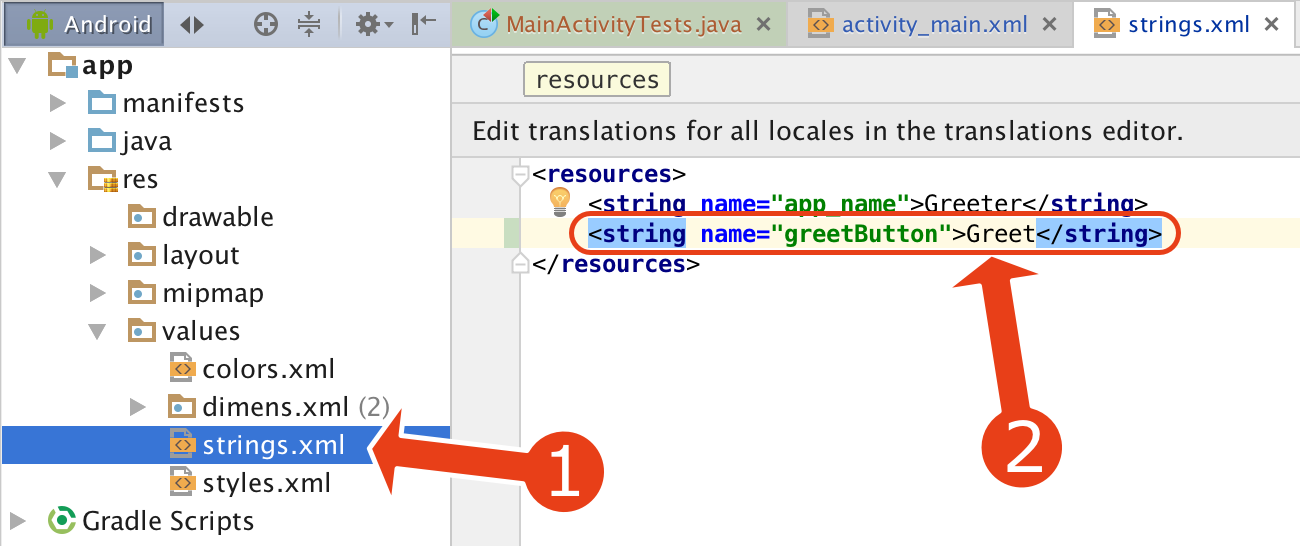 Android
MainActivityTests.java
activity_main.xml
strings.xml
app
manifests
java
res
drawable
layout
mipmap
values
colors.xml
dimens.xml (2)
strings.xml
styles.xml
Gradle Scripts
resources
Edit translations for all locales in the translations editor.
<resources>
<string name="app_name">Greeter</string>
<string name="greetButton">Greet</string>
</resources>
1
2